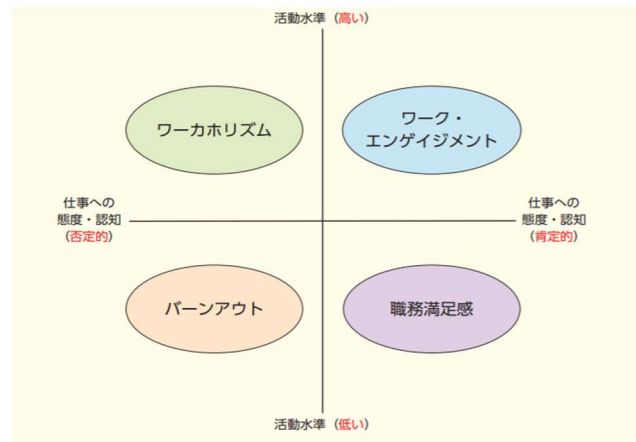 活動水準（高い）
ワーカホリズム
ワーク・
エンゲイジメント
仕事への
態度・認知
（否定的）
仕事への
態度・認知
（肯定的）
バーンアウト
職務満足感
活動水準（低い）